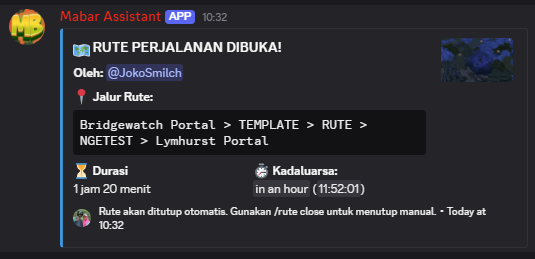 MB
Mabar Assistant APP 10:32
RUTE PERJALANAN DIBUKA!
Oleh: @JokoSmilch
Jalur Rute:
Bridgewatch Portal > TEMPLATE > RUTE >
NGETEST > Lymhurst Portal
Durasi
1 jam 20 menit
Kadaluarsa:
in an hour (11:52:01)
Rute akan ditutup otomatis. Gunakan /rute close untuk menutup manual. • Today at
10:32